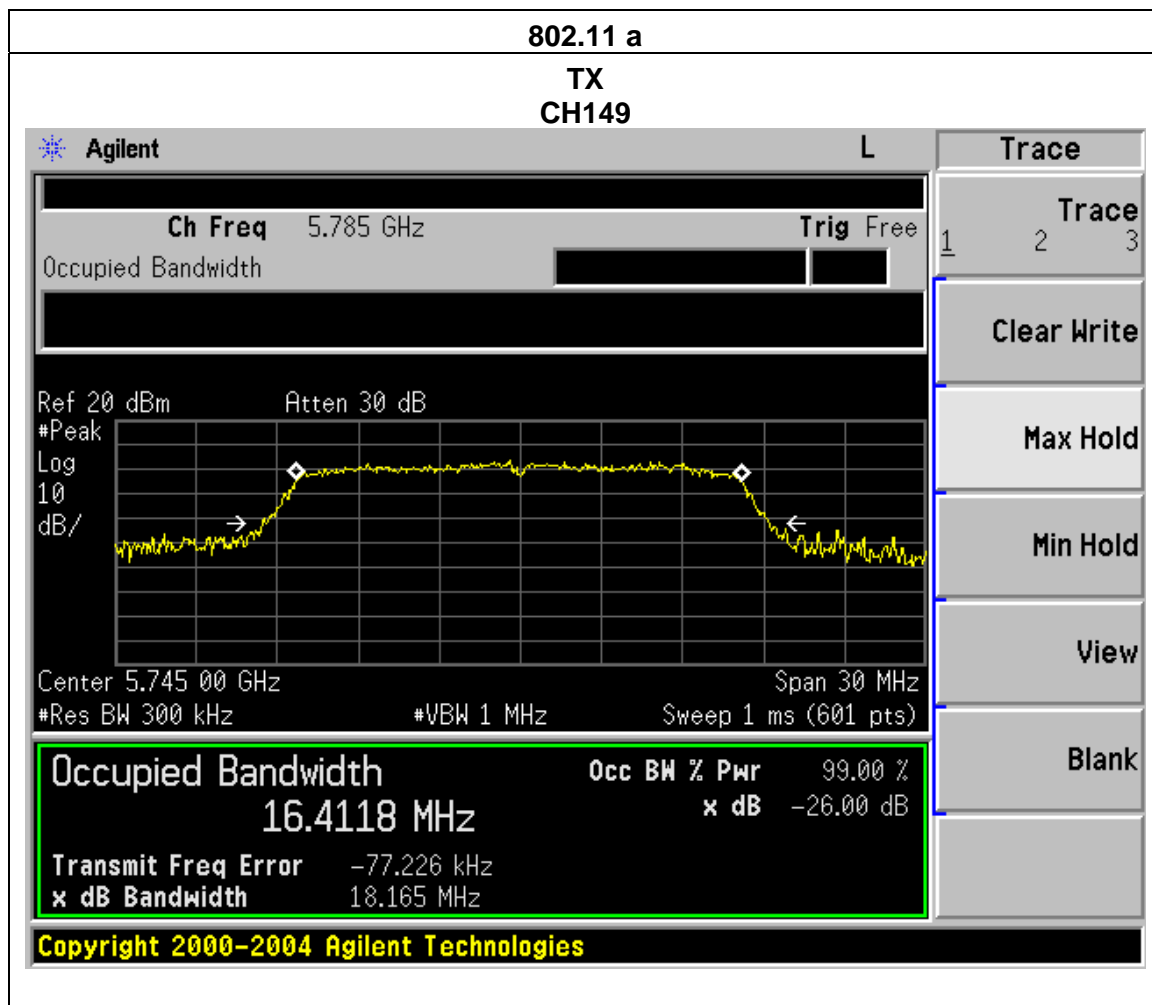 802.11 a
TX
CH149
Agilent L
Ch Freq 5.785 GHz Trig Free
Occupied Bandwidth
Ref 20 dBm Atten 30 dB
#Peak
Log
10
dB/
Center 5.745 00 GHz Span 30 MHz
#Res BW 300 kHz #VBW 1 MHz Sweep 1 ms (601 pts)
Occupied Bandwidth Occ BW % Pwr 99.00 %
16.4118 MHz x dB -26.00 dB
Transmit Freq Error -77.226 kHz
x dB Bandwidth 18.165 MHz
Copyright 2000-2004 Agilent Technologies
Trace
Trace
1 2 3
Clear Write
Max Hold
Min Hold
View
Blank